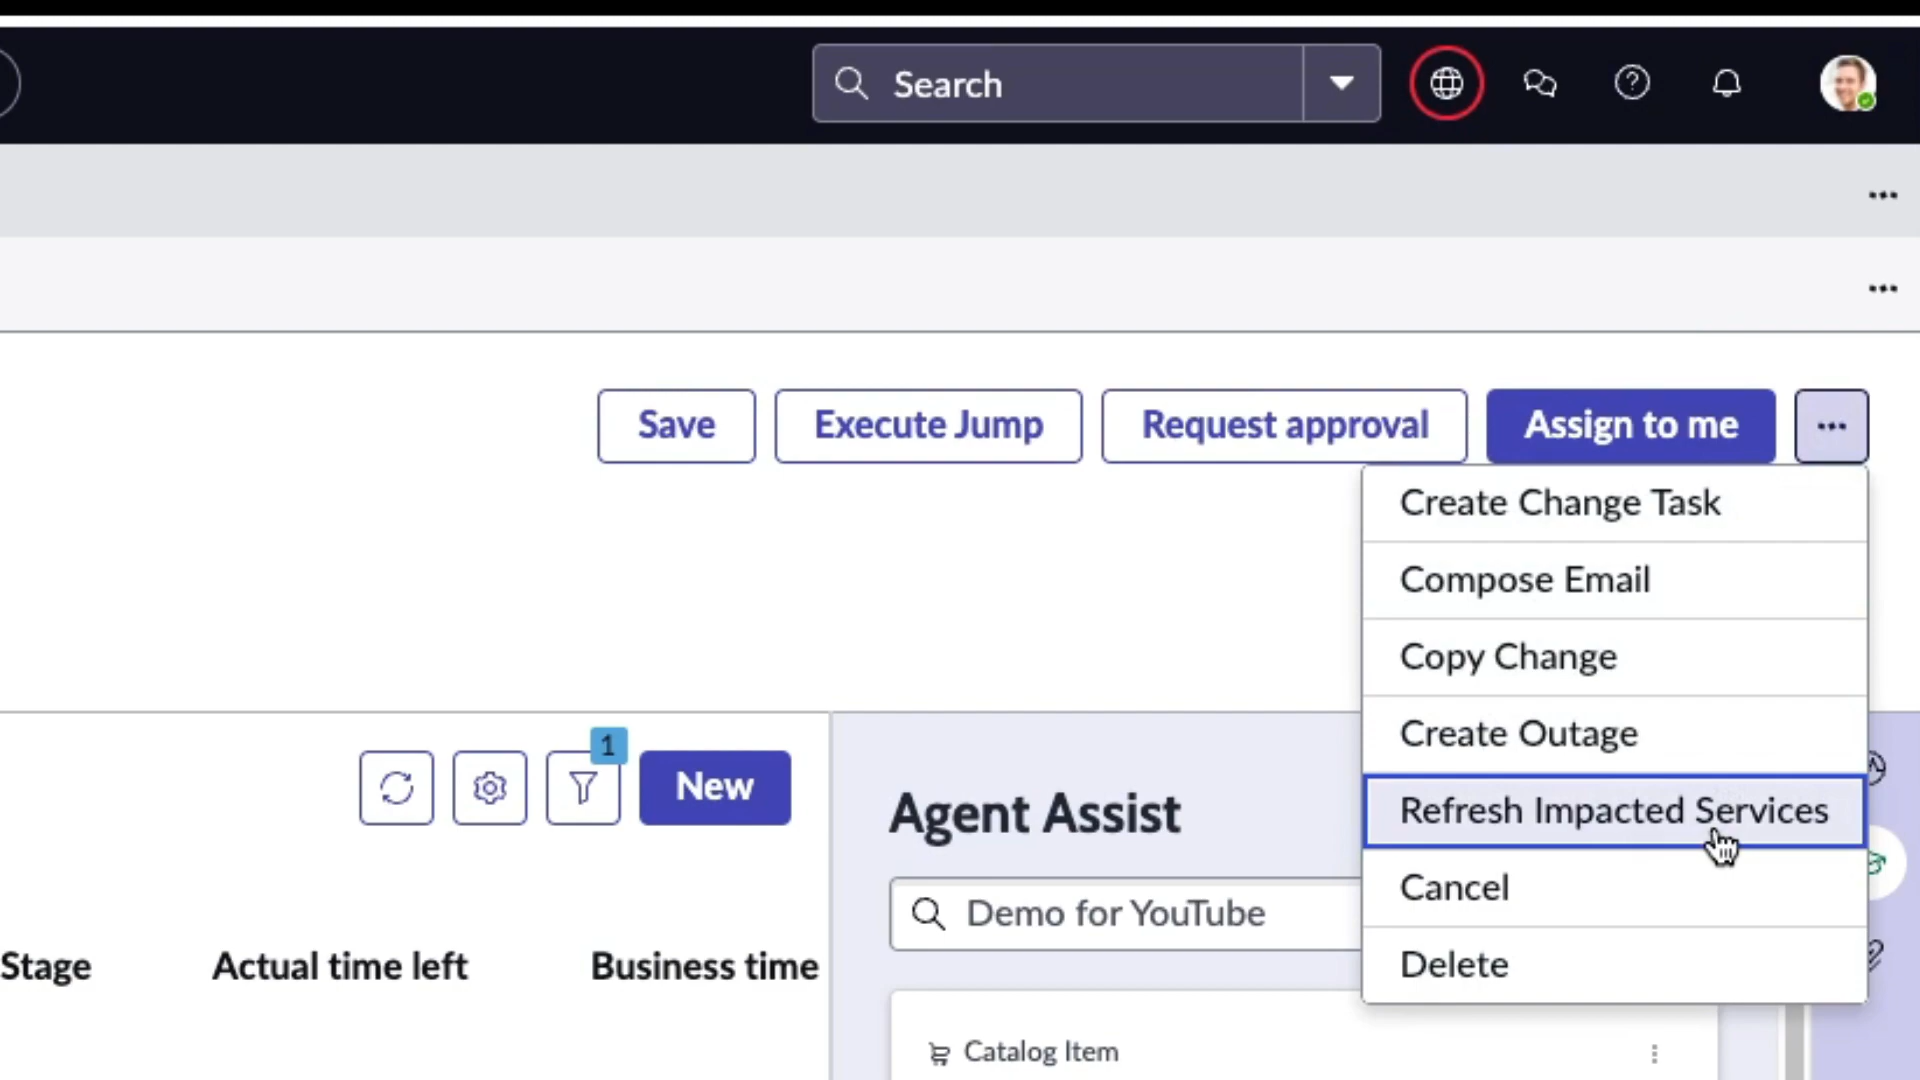 Search
Save
Execute Jump
Request approval
Assign to me
Create Change Task
Compose Email
Copy Change
Create Outage
Refresh Impacted Services
Cancel
Delete
1
New
Agent Assist
Demo for YouTube
Stage
Actual time left
Business time
Catalog Item